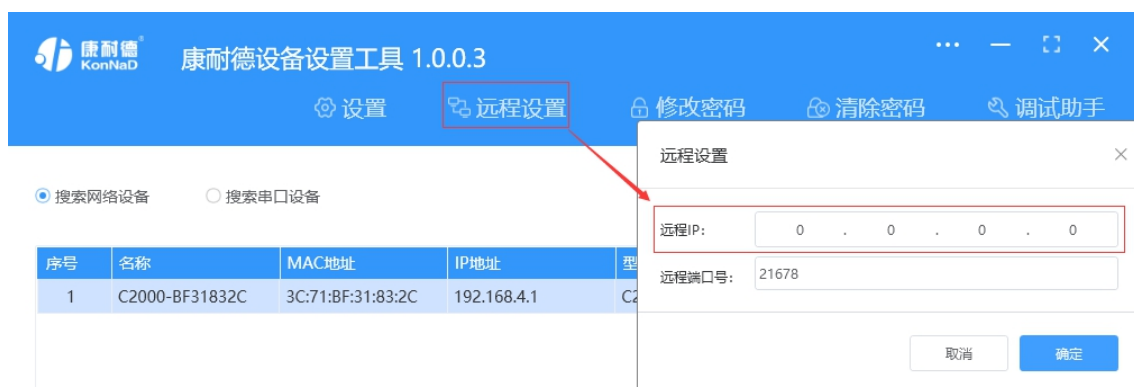 康耐德
KonNaD
康耐德设备设置工具 1.0.0.3
设置 远程设置 修改密码 清除密码 调试助手
远程设置
搜索网络设备 搜索串口设备
远程IP: 0 . 0 . 0 . 0
序号 名称 MAC地址 IP地址 型
远程端口号: 21678
1 C2000-BF31832C 3C:71:BF:31:83:2C 192.168.4.1 C2
取消 确定